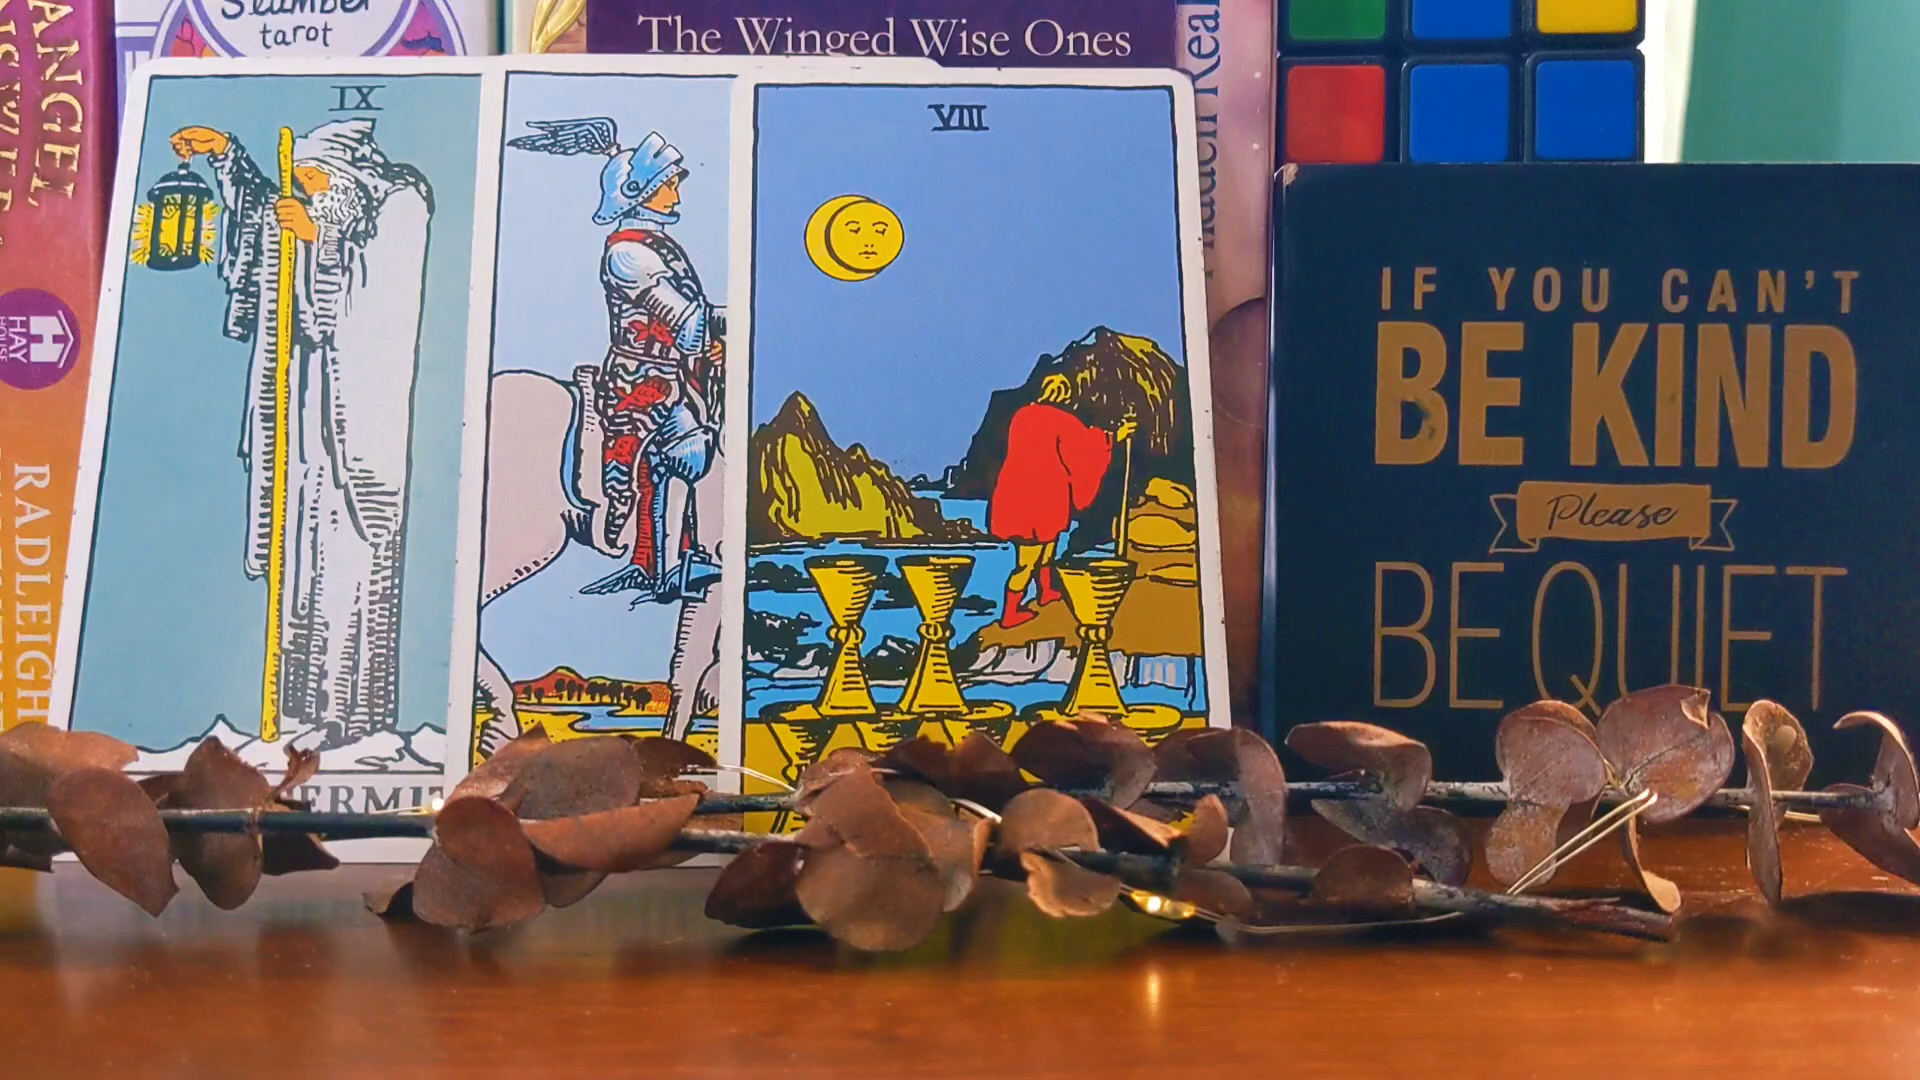 Slumber
tarot
The Winged Wise Ones
ANGEL
RADLEIGH
HAY
HOUSE
IX
VIII
IF YOU CAN'T
BE KIND
Please
BE QUIET